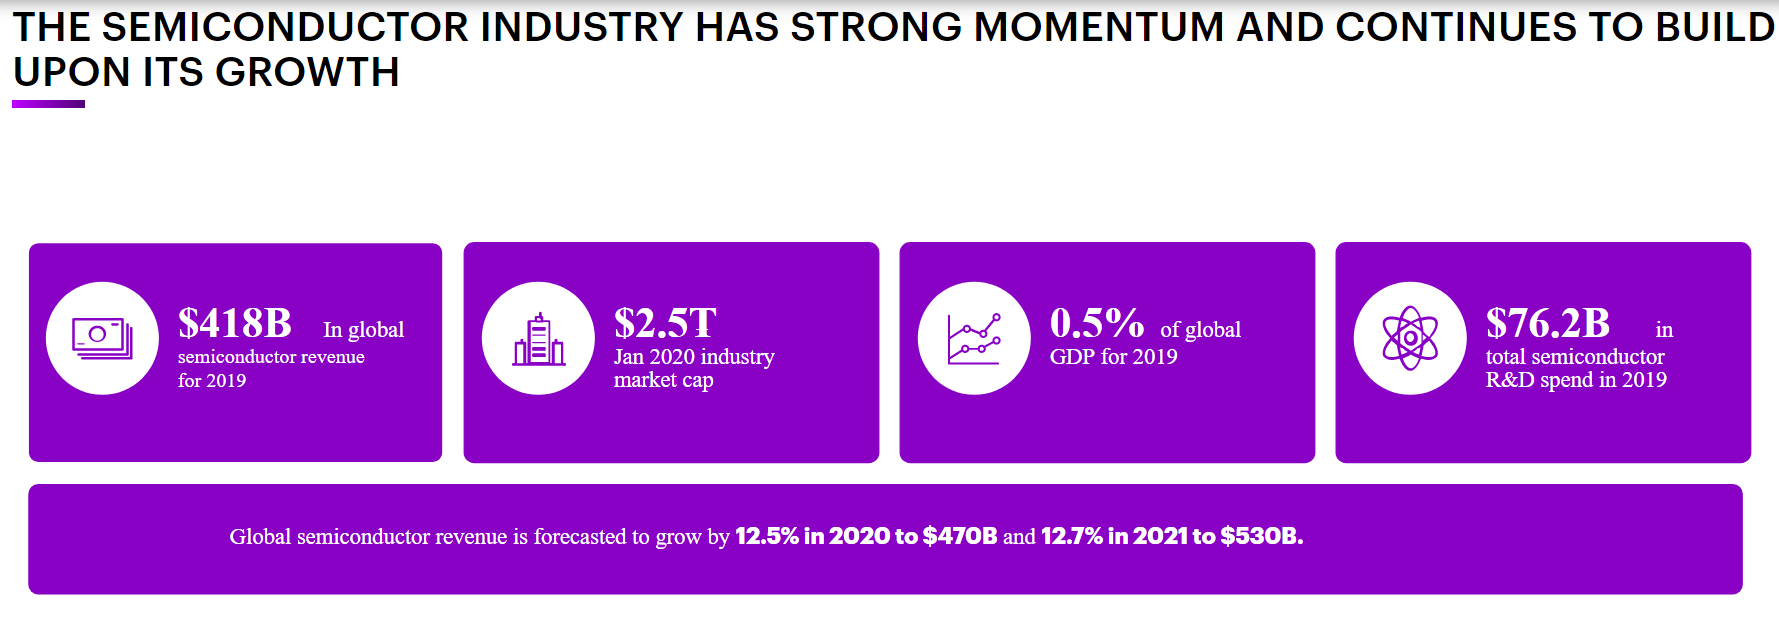 THE SEMICONDUCTOR INDUSTRY HAS STRONG MOMENTUM AND CONTINUES TO BUILD
UPON ITS GROWTH
$418B In global
semiconductor revenue
for 2019
$2.5T
Jan 2020 industry
market cap
0.5% of global
GDP for 2019
$76.2B in
total semiconductor
R&D spend in 2019
Global semiconductor revenue is forecasted to grow by 12.5% in 2020 to $470B and 12.7% in 2021 to $530B.